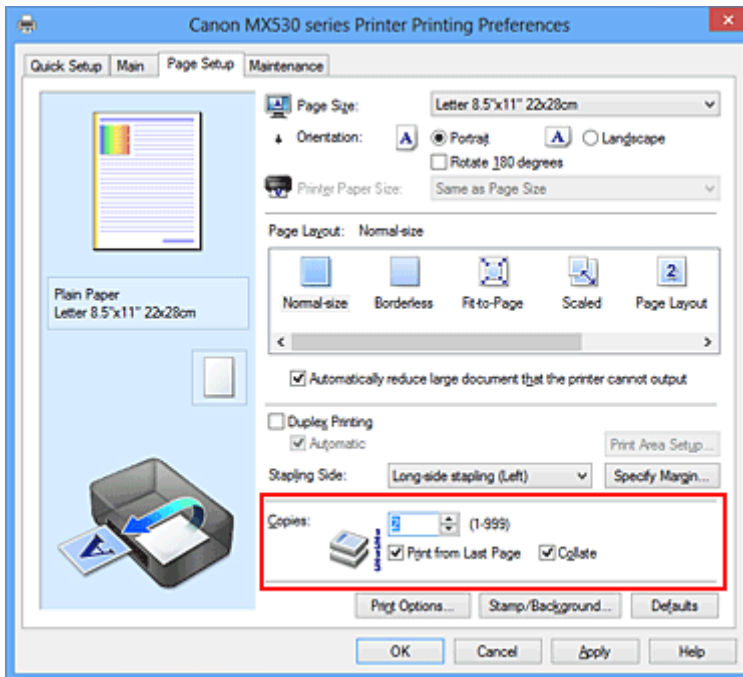 Canon MX530 series Printer Printing Preferences
Quick Setup Main Page Setup Maintenance
Page Size: Letter 8.5"x11" 22x28cm
Orientation: A Portrait A Landscape
Rotate 180 degrees
Printer Paper Size: Same as Page Size
Page Layout: Normal-size
2
Normal-size Borderless Fit-to-Page Scaled Page Layout
Plain Paper
Letter 8.5"x11" 22x28cm
Automatically reduce large document that the printer cannot output
Duplex Printing
Automatic Print Area Setup...
Stapling Side: Long-side stapling (Left) Specify Margin...
Copies: 2 (1-999)
Print from Last Page Collate
A
Print Options... Stamp/Background... Defaults
OK Cancel Apply Help